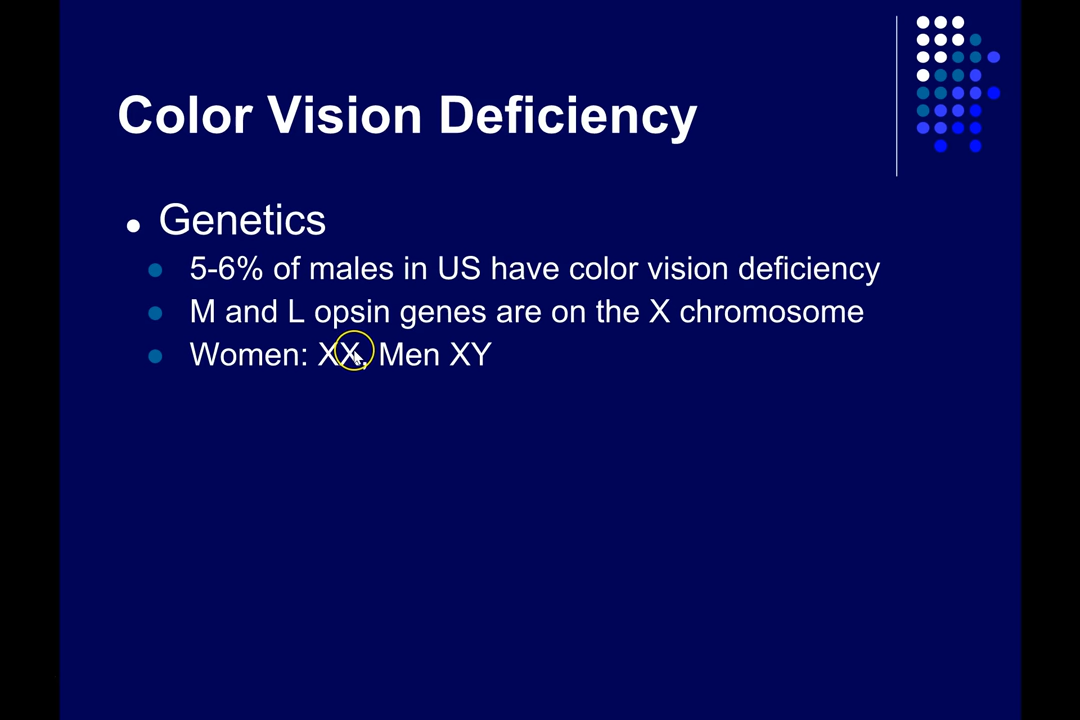 Color Vision Deficiency
Genetics
5-6% of males in US have color vision deficiency
M and L opsin genes are on the X chromosome
Women: XX, Men XY